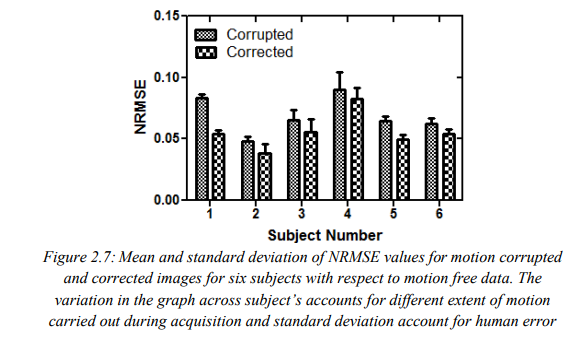 0.15
Corrupted
Corrected
0.10
NRMSE
0.05
0.00
1 2 3 4 5 6
Subject Number
Figure 2.7: Mean and standard deviation of NRMSE values for motion corrupted
and corrected images for six subjects with respect to motion free data. The
variation in the graph across subject's accounts for different extent of motion
carried out during acquisition and standard deviation account for human error